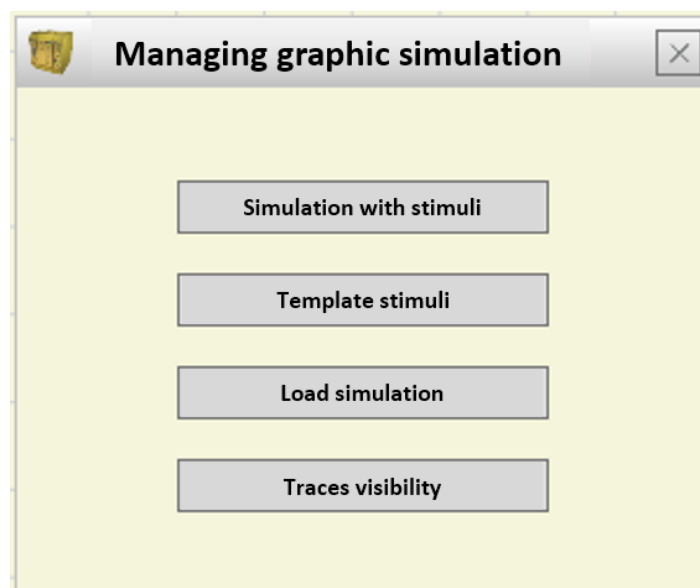 Managing graphic simulation
Simulation with stimuli
Template stimuli
Load simulation
Traces visibility